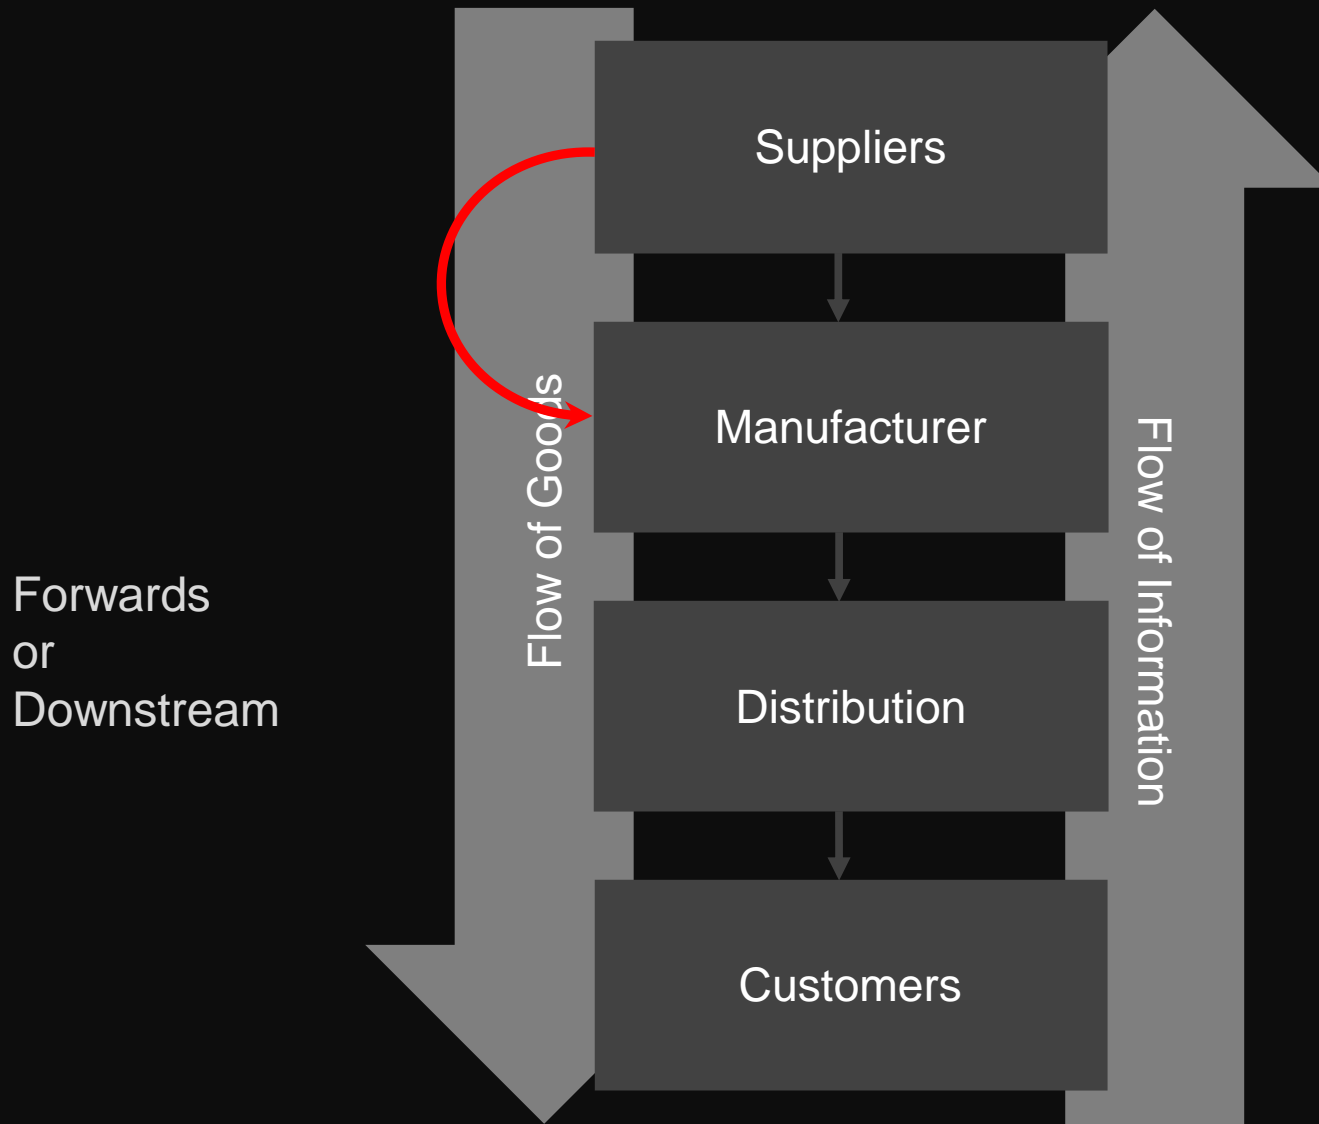 Suppliers
Manufacturer
Distribution
Customers
Flow of Goods
Flow of Information
Forwards
or
Downstream